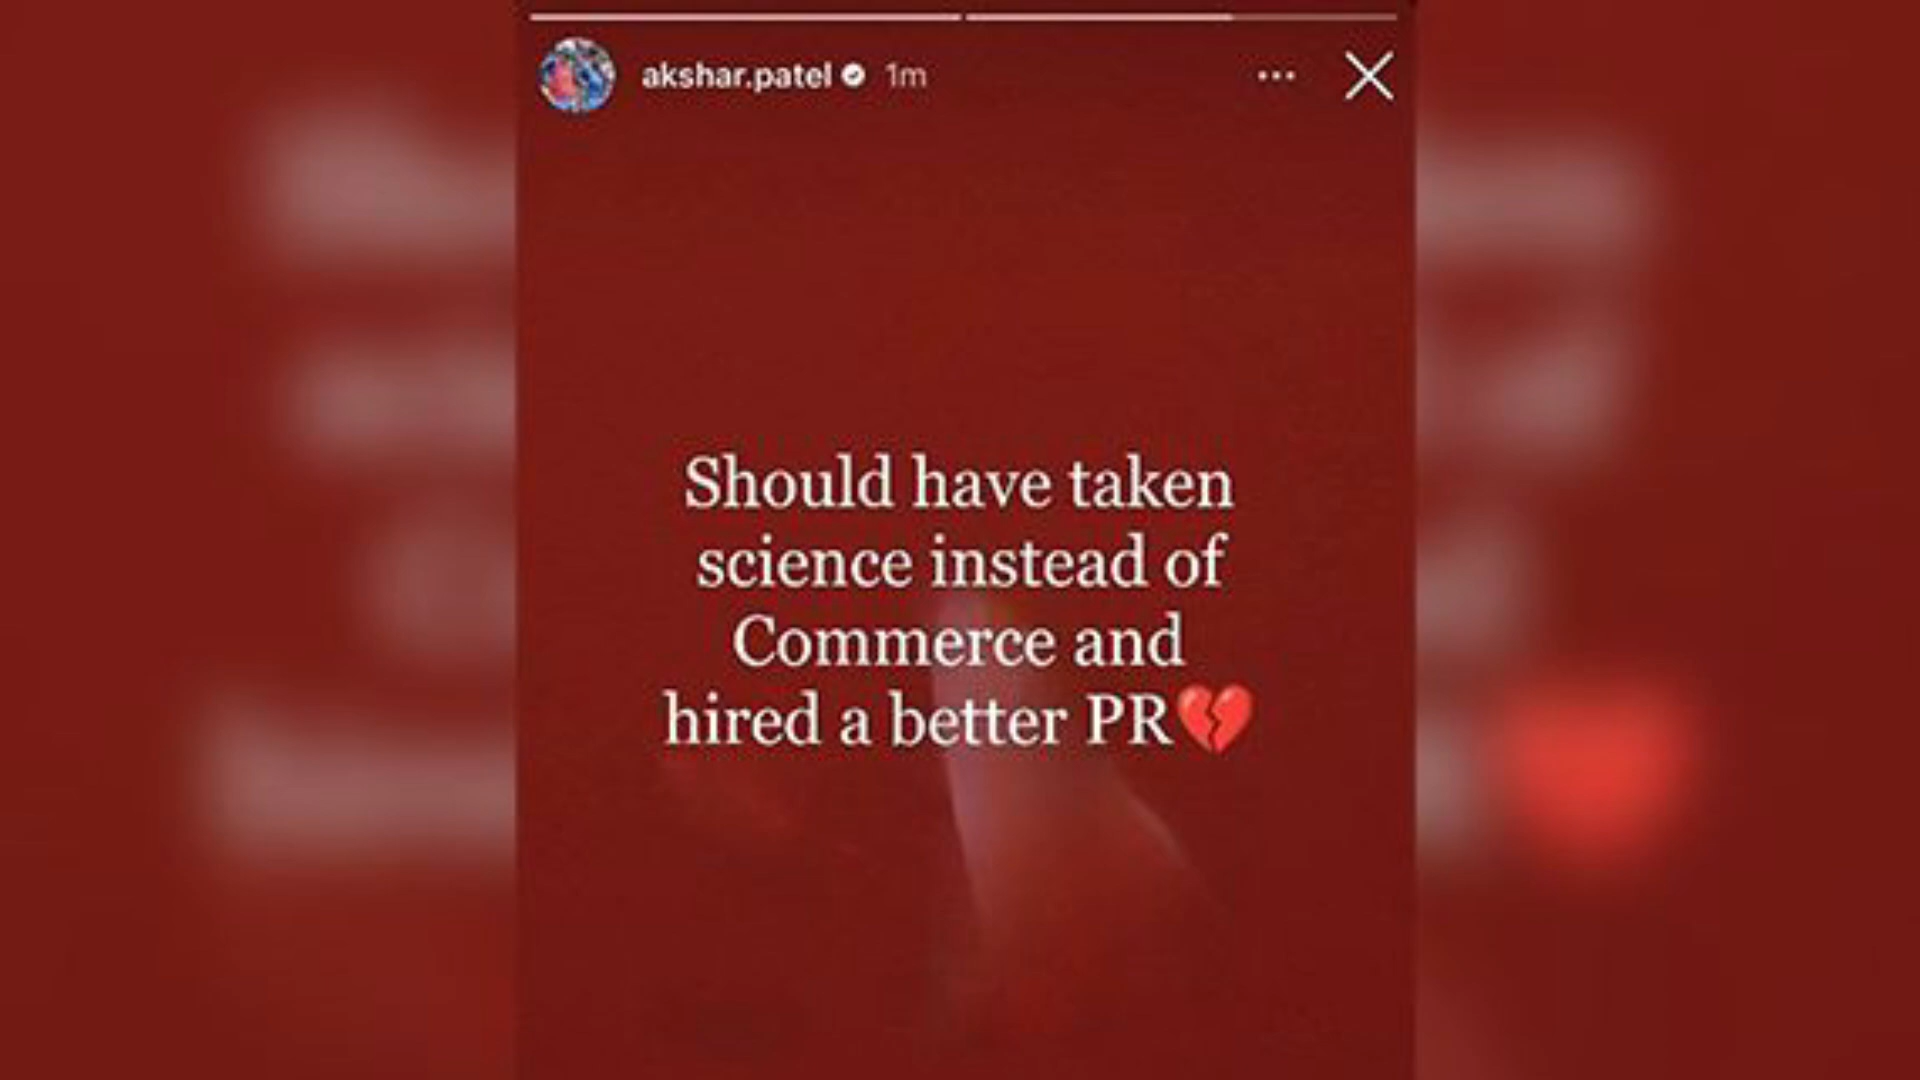 akshar.patel 1m
Should have taken
science instead of
Commerce and
hired a better PR💔